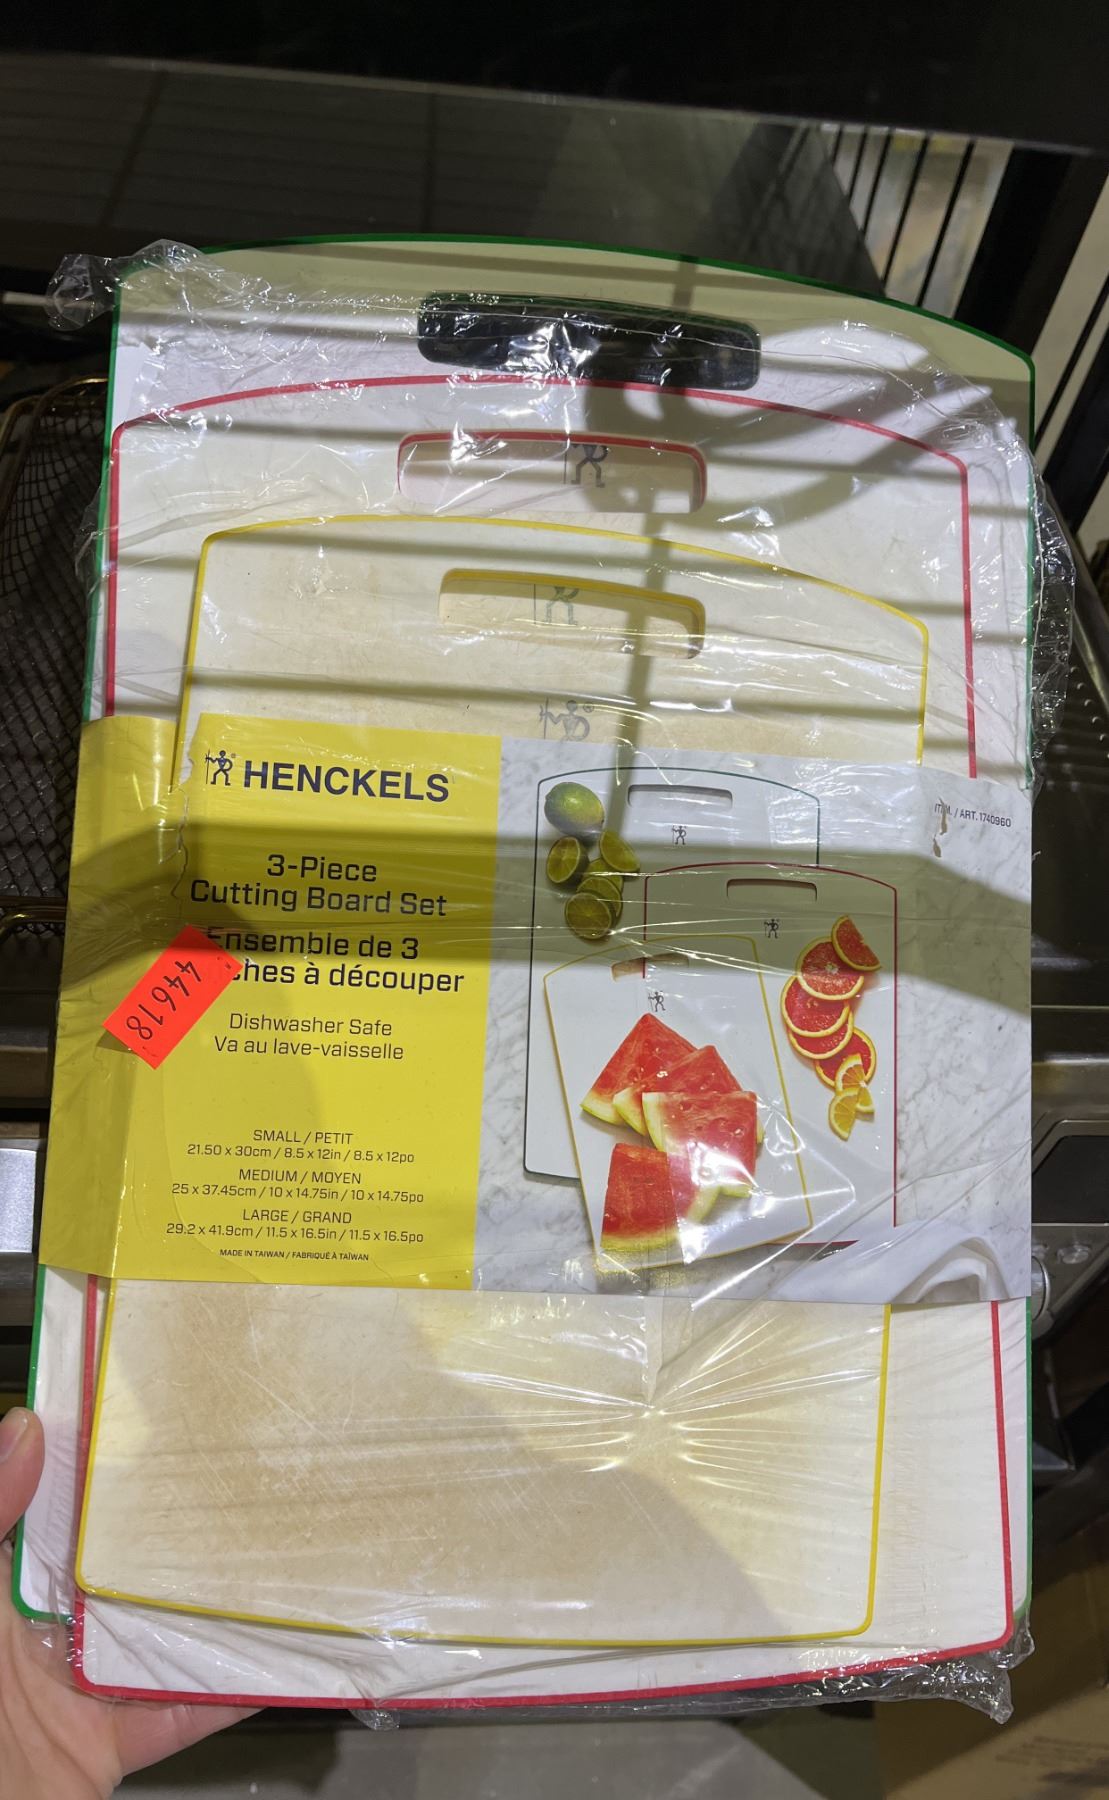 HENCKELS
3-Piece
Cutting Board Set
Ensemble de 3
ches à découper
44618
Dishwasher Safe
Va au lave-vaisselle
SMALL / PETIT
21.50 x 30cm / 8.5 x 12in / 8.5 x 12po
MEDIUM / MOYEN
25 x 37.45cm / 10 x 14.75in / 10 x 14.75po
LARGE / GRAND
29.2 x 41.9cm / 11.5 x 16.5in / 11.5 x 16.5po
MADE IN TAIWAN / FABRIQUÉ À TAÏWAN
/ ART. 1740960